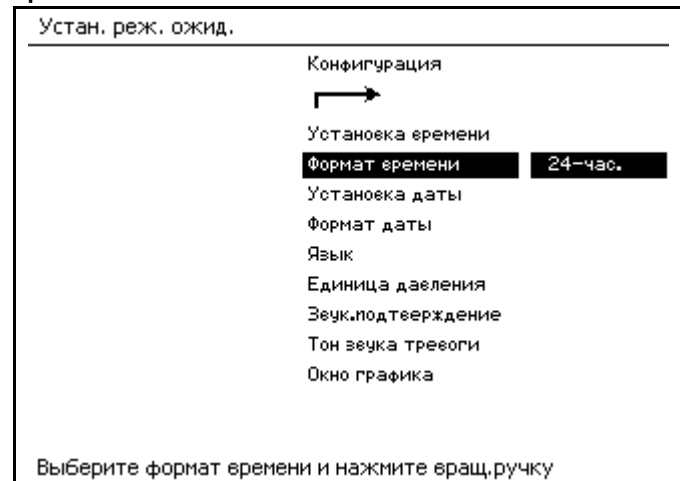 Устан. реж. ожид.
Конфигурация
Установка времени
Формат времени 24-час.
Установка даты
Формат даты
Язык
Единица давления
Звук.подтверждение
Тон звука тревоги
Окно графика
Выберите формат времени и нажмите вращ.ручку